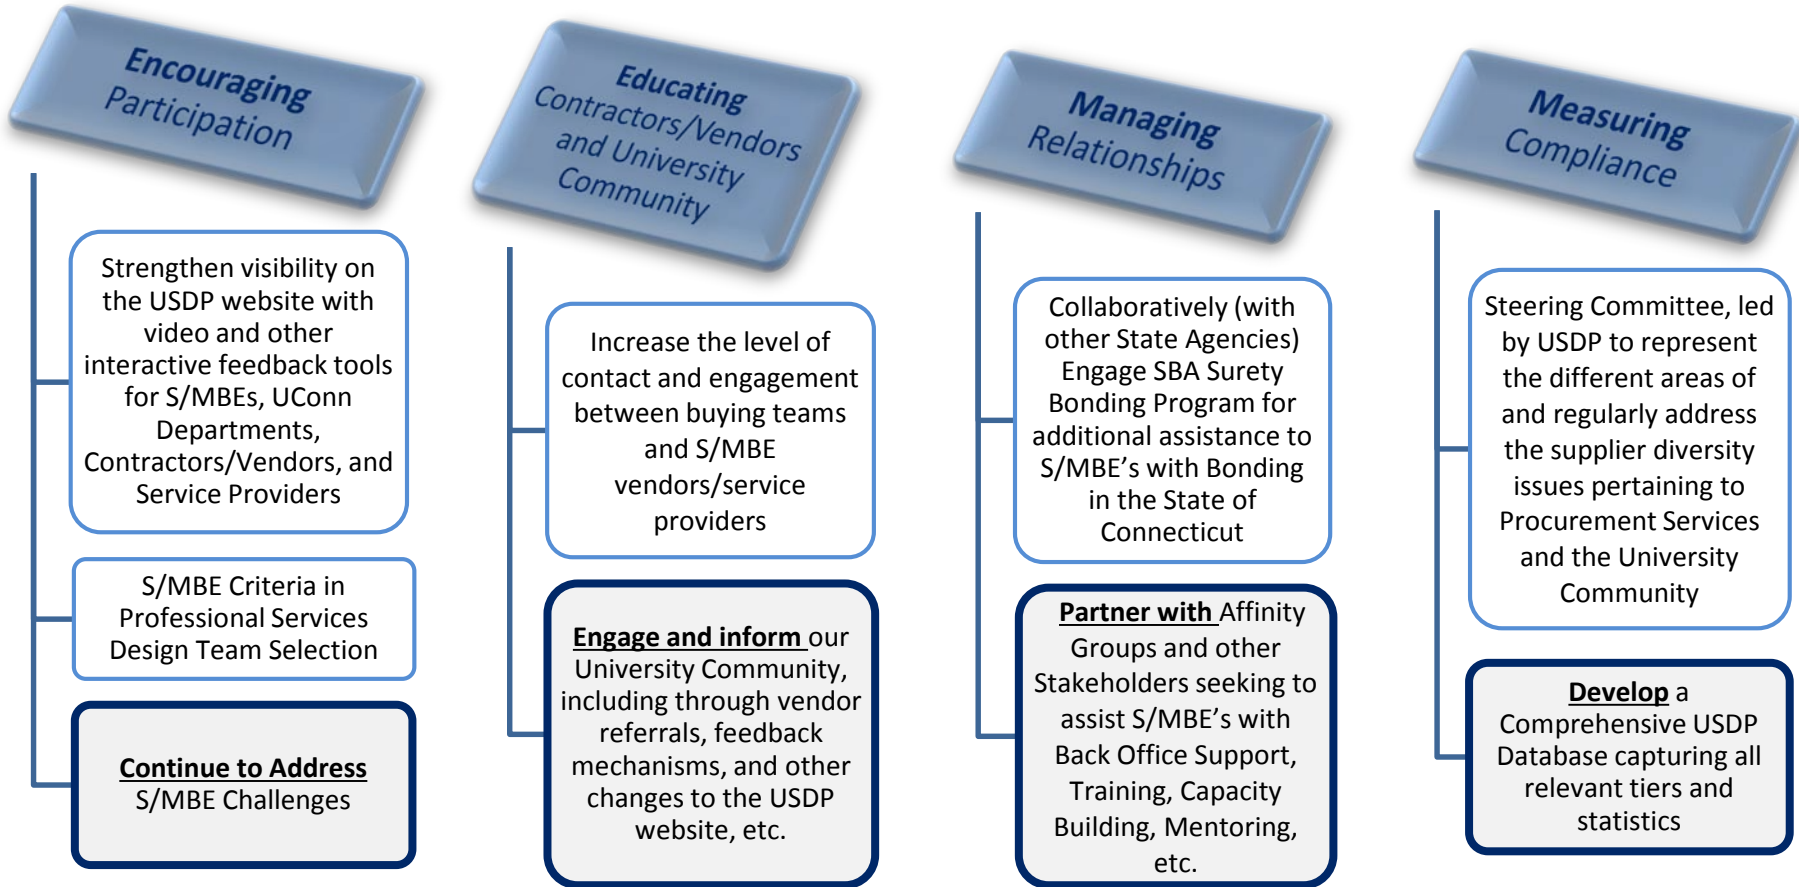 Encouraging
Participation
Strengthen visibility on
the USDP website with
video and other
interactive feedback tools
for S/MBEs, UConn
Departments,
Contractors/Vendors, and
Service Providers
S/MBE Criteria in
Professional Services
Design Team Selection
Continue to Address
S/MBE Challenges
Educating
Contractors/Vendors
and University
Community
Increase the level of
contact and engagement
between buying teams
and S/MBE
vendors/service
providers
Engage and inform our
University Community,
including through vendor
referrals, feedback
mechanisms, and other
changes to the USDP
website, etc.
Managing
Relationships
Collaboratively (with
other State Agencies)
Engage SBA Surety
Bonding Program for
additional assistance to
S/MBE’s with Bonding
in the State of
Connecticut
Partner with Affinity
Groups and other
Stakeholders seeking to
assist S/MBE’s with
Back Office Support,
Training, Capacity
Building, Mentoring,
etc.
Measuring
Compliance
Steering Committee, led
by USDP to represent
the different areas of
and regularly address
the supplier diversity
issues pertaining to
Procurement Services
and the University
Community
Develop a
Comprehensive USDP
Database capturing all
relevant tiers and
statistics